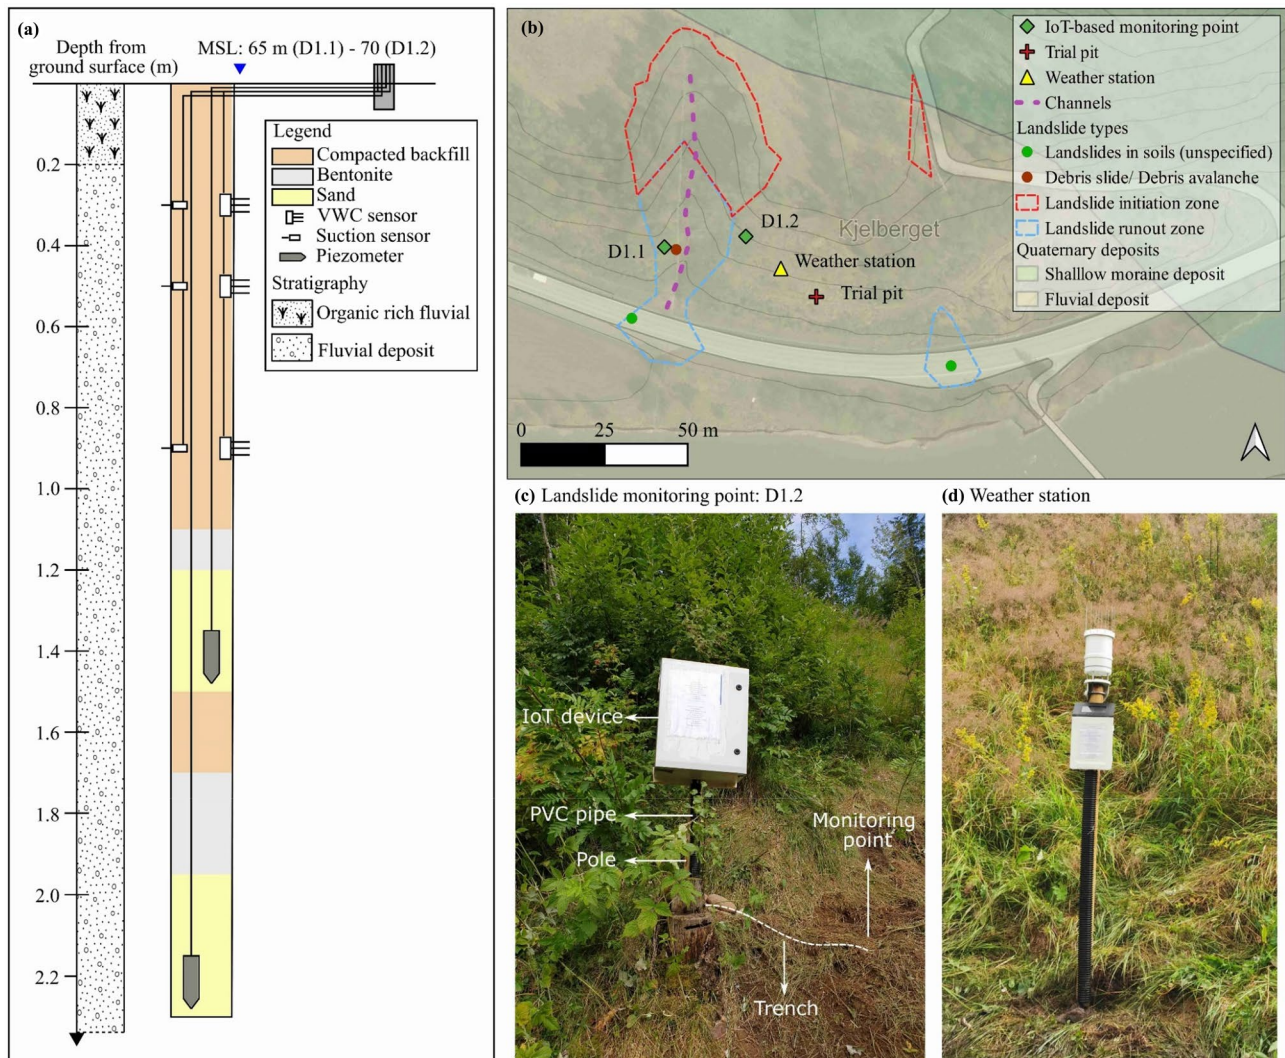 (a)
Depth from
ground surface (m)
MSL: 65 m (D1.1) - 70 (D1.2)
0.2
0.4
0.6
0.8
1.0
1.2
1.4
1.6
1.8
2.0
2.2
Legend
Compacted backfill
Bentonite
Sand
VWC sensor
Suction sensor
Piezometer
Stratigraphy
Organic rich fluvial
Fluvial deposit
(b)
D1.1
D1.2
Kjelberget
Weather station
Trial pit
0 25 50 m
IoT-based monitoring point
Trial pit
Weather station
Channels
Landslide types
Landslides in soils (unspecified)
Debris slide/ Debris avalanche
Landslide initiation zone
Landslide runout zone
Quaternary deposits
Shalllow moraine deposit
Fluvial deposit
(c) Landslide monitoring point: D1.2
IoT device
PVC pipe
Pole
Monitoring
point
Trench
(d) Weather station